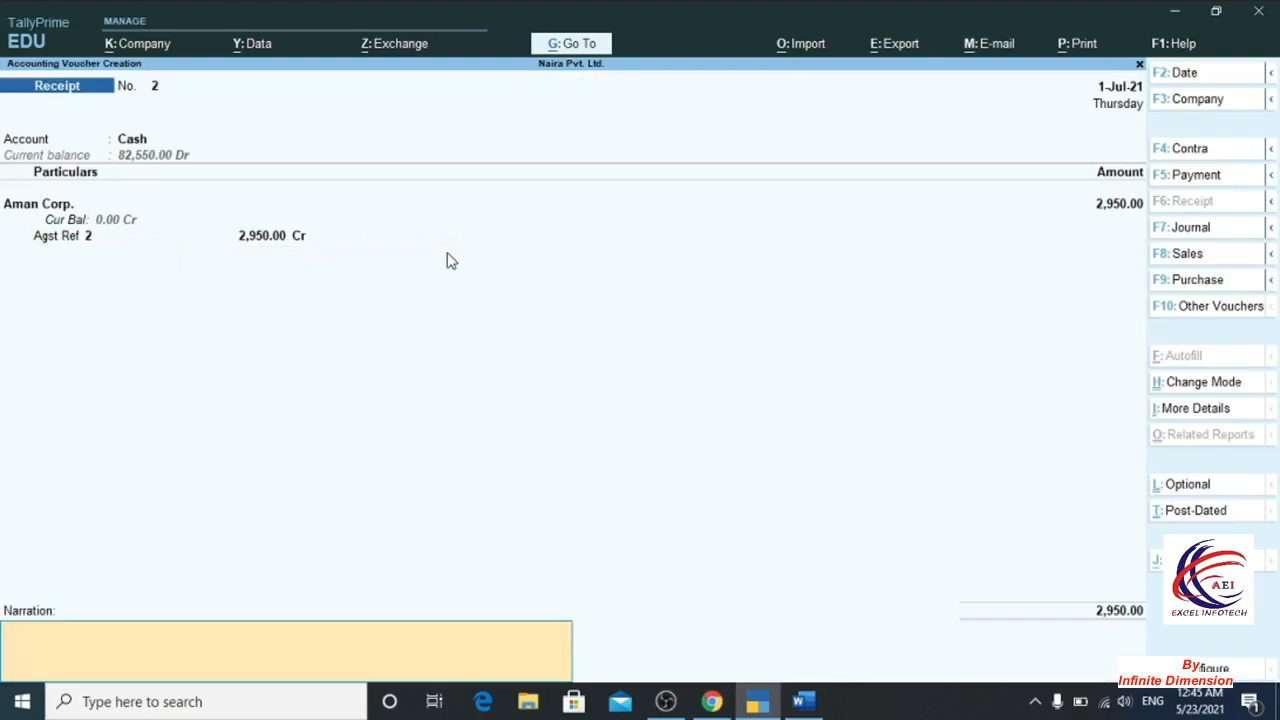 TallyPrime
EDU
MANAGE
K: Company
Y: Data
Z: Exchange
G: Go To
O: Import
E: Export
M: E-mail
P: Print
F1: Help
Accounting Voucher Creation
Naira Pvt. Ltd.
Receipt No. 2
1-Jul-21
Thursday
Account : Cash
Current balance : 82,550.00 Dr
Particulars Amount
Aman Corp. 2,950.00
Cur Bal: 0.00 Cr
Agst Ref 2 2,950.00 Cr
Narration:
2,950.00
F2: Date
F3: Company
F4: Contra
F5: Payment
F6: Receipt
F7: Journal
F8: Sales
F9: Purchase
F10: Other Vouchers
F: Autofill
H: Change Mode
I: More Details
O: Related Reports
L: Optional
T: Post-Dated
J:
AEI
EXCEL INFOTECH
By
Infinite Dimension
Type here to search
ENG
12:45 AM
5/23/2021
1